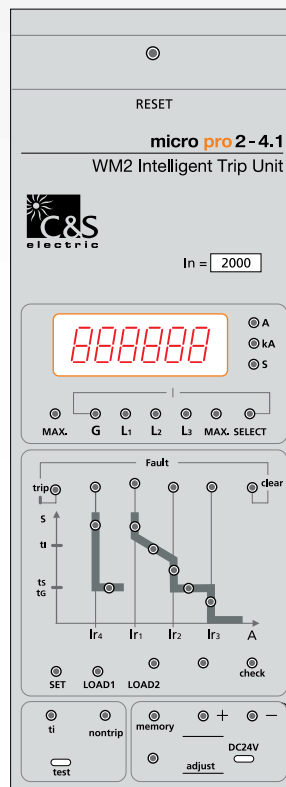 RESET
micro pro 2-4.1
WM2 Intelligent Trip Unit
C&S
electric
In = 2000
888888
A
kA
S
I
MAX. G L1 L2 L3 MAX. SELECT
Fault
trip clear
S
tI
ts
tG
Ir4 Ir1 Ir2 Ir3 A
SET LOAD1 LOAD2 check
ti nontrip memory + −
test adjust DC24V